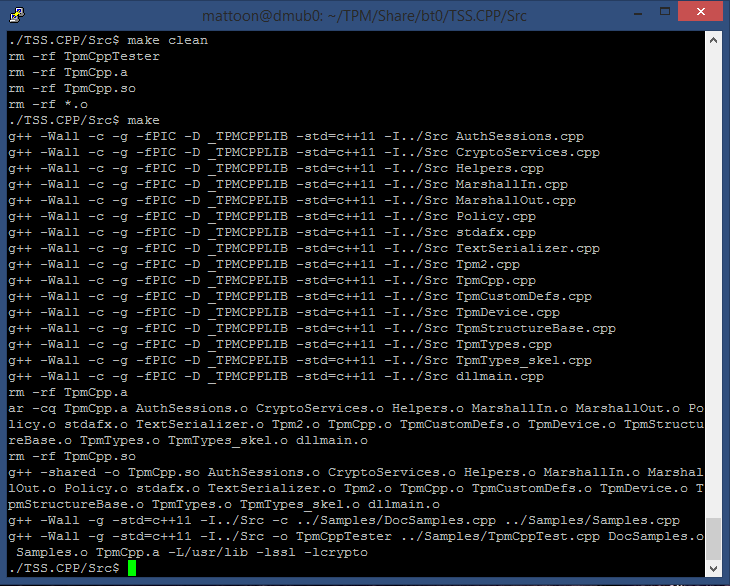 mattoon@dmub0: ~/TPM/Share/bt0/TSS.CPP/Src
./TSS.CPP/Src$ make clean
rm -rf TpmCppTester
rm -rf TpmCpp.a
rm -rf TpmCpp.so
rm -rf *.o
./TSS.CPP/Src$ make
g++ -Wall -c -g -fPIC -D _TPMCPPLIB -std=c++11 -I../Src AuthSessions.cpp
g++ -Wall -c -g -fPIC -D _TPMCPPLIB -std=c++11 -I../Src CryptoServices.cpp
g++ -Wall -c -g -fPIC -D _TPMCPPLIB -std=c++11 -I../Src Helpers.cpp
g++ -Wall -c -g -fPIC -D _TPMCPPLIB -std=c++11 -I../Src MarshallIn.cpp
g++ -Wall -c -g -fPIC -D _TPMCPPLIB -std=c++11 -I../Src MarshallOut.cpp
g++ -Wall -c -g -fPIC -D _TPMCPPLIB -std=c++11 -I../Src Policy.cpp
g++ -Wall -c -g -fPIC -D _TPMCPPLIB -std=c++11 -I../Src stdafx.cpp
g++ -Wall -c -g -fPIC -D _TPMCPPLIB -std=c++11 -I../Src TextSerializer.cpp
g++ -Wall -c -g -fPIC -D _TPMCPPLIB -std=c++11 -I../Src Tpm2.cpp
g++ -Wall -c -g -fPIC -D _TPMCPPLIB -std=c++11 -I../Src TpmCpp.cpp
g++ -Wall -c -g -fPIC -D _TPMCPPLIB -std=c++11 -I../Src TpmCustomDefs.cpp
g++ -Wall -c -g -fPIC -D _TPMCPPLIB -std=c++11 -I../Src TpmDevice.cpp
g++ -Wall -c -g -fPIC -D _TPMCPPLIB -std=c++11 -I../Src TpmStructureBase.cpp
g++ -Wall -c -g -fPIC -D _TPMCPPLIB -std=c++11 -I../Src TpmTypes.cpp
g++ -Wall -c -g -fPIC -D _TPMCPPLIB -std=c++11 -I../Src TpmTypes_skel.cpp
g++ -Wall -c -g -fPIC -D _TPMCPPLIB -std=c++11 -I../Src dllmain.cpp
rm -rf TpmCpp.a
ar -cq TpmCpp.a AuthSessions.o CryptoServices.o Helpers.o MarshallIn.o MarshallOut.o Po
licy.o stdafx.o TextSerializer.o Tpm2.o TpmCpp.o TpmCustomDefs.o TpmDevice.o TpmStructu
reBase.o TpmTypes.o TpmTypes_skel.o dllmain.o
rm -rf TpmCpp.so
g++ -shared -o TpmCpp.so AuthSessions.o CryptoServices.o Helpers.o MarshallIn.o Marshal
lOut.o Policy.o stdafx.o TextSerializer.o Tpm2.o TpmCpp.o TpmCustomDefs.o TpmDevice.o T
pmStructureBase.o TpmTypes.o TpmTypes_skel.o dllmain.o
g++ -Wall -g -std=c++11 -I../Src -c ../Samples/DocSamples.cpp ../Samples/Samples.cpp
g++ -Wall -g -std=c++11 -I../Src -o TpmCppTester ../Samples/TpmCppTest.cpp DocSamples.o
 Samples.o TpmCpp.a -L/usr/lib -lssl -lcrypto
./TSS.CPP/Src$